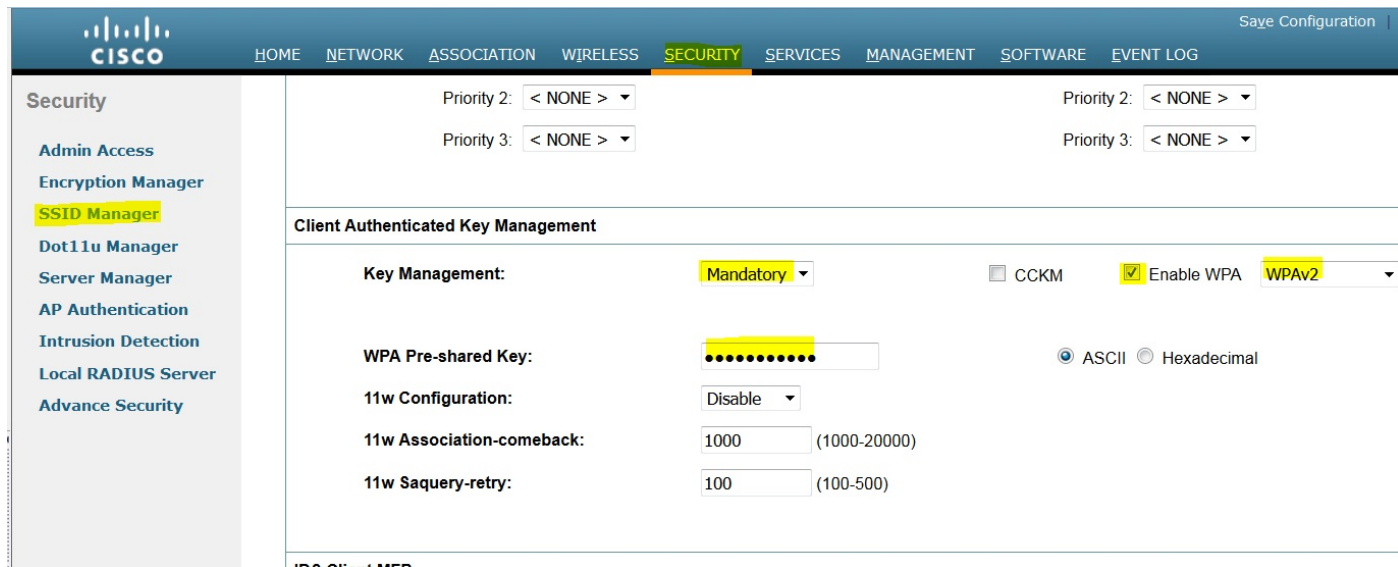 Save Configuration
CISCO
HOME NETWORK ASSOCIATION WIRELESS SECURITY SERVICES MANAGEMENT SOFTWARE EVENT LOG
Security
Admin Access
Encryption Manager
SSID Manager
Dot11u Manager
Server Manager
AP Authentication
Intrusion Detection
Local RADIUS Server
Advance Security
Priority 2: < NONE > Priority 2: < NONE >
Priority 3: < NONE > Priority 3: < NONE >
Client Authenticated Key Management
Key Management: Mandatory CCKM Enable WPA WPAv2
WPA Pre-shared Key: ●●●●●●●●●●● ASCII Hexadecimal
11w Configuration: Disable
11w Association-comeback: 1000 (1000-20000)
11w Saquery-retry: 100 (100-500)